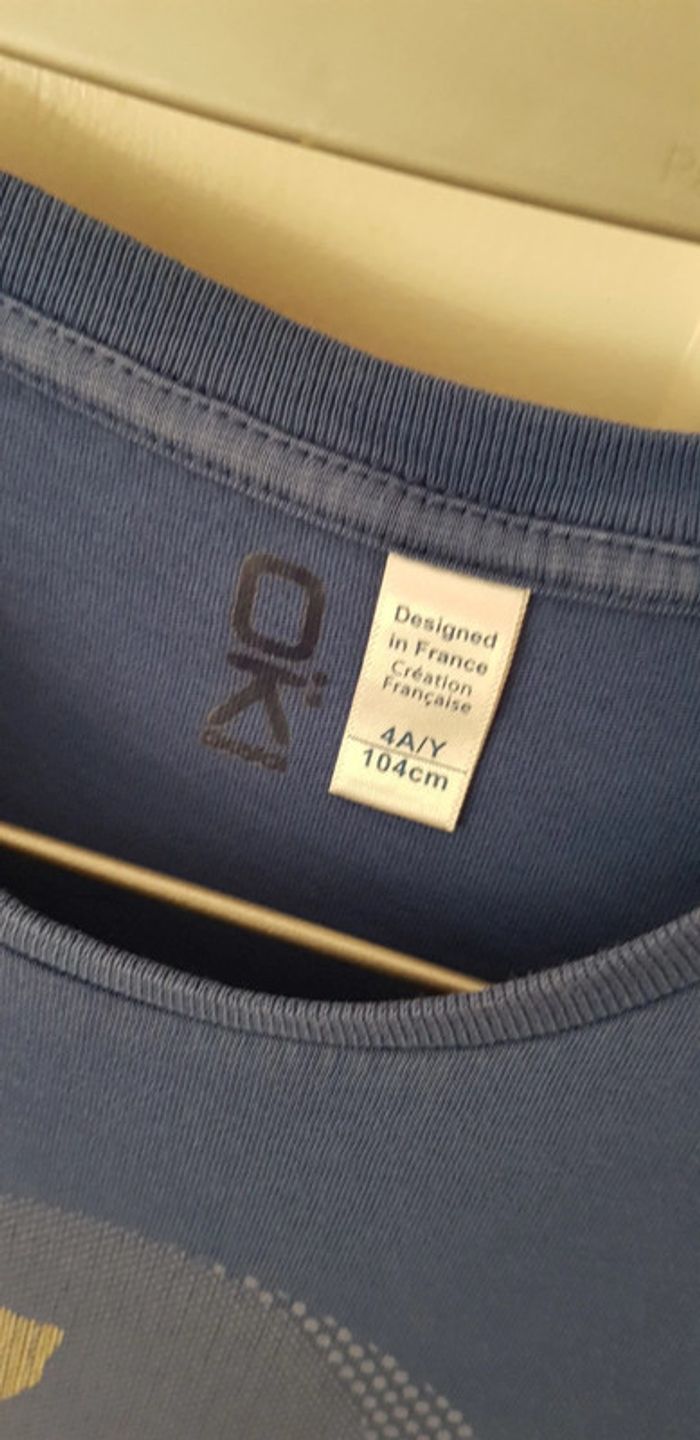 OK
Designed
in France
Création
Française
4A/Y
104cm